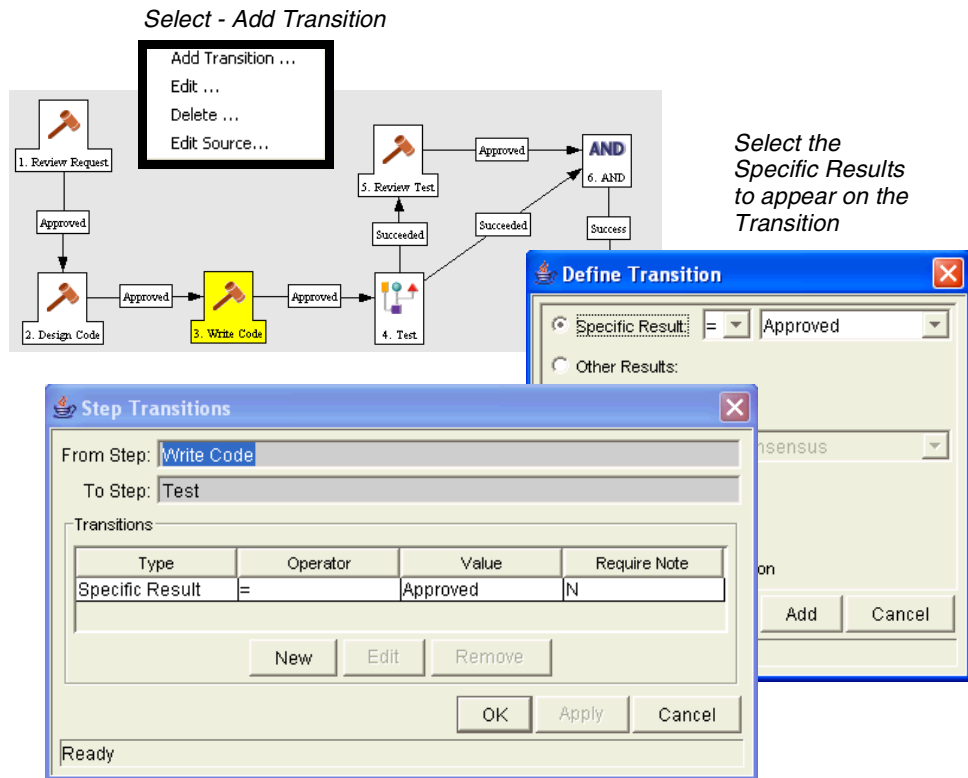 Select - Add Transition
Add Transition ...
Edit ...
Delete ...
Edit Source...
1. Review Request
Approved
2. Design Code
Approved
3. Write Code
Approved
4. Test
Succeeded
5. Review Test
Approved
Succeeded
AND
6. AND
Success
Select the
Specific Results
to appear on the
Transition
Define Transition
Specific Result: = Approved
Other Results:
nsensus
on
Add Cancel
Step Transitions
From Step: Write Code
To Step: Test
Transitions
Type Operator Value Require Note
Specific Result = Approved N
New Edit Remove
OK Apply Cancel
Ready